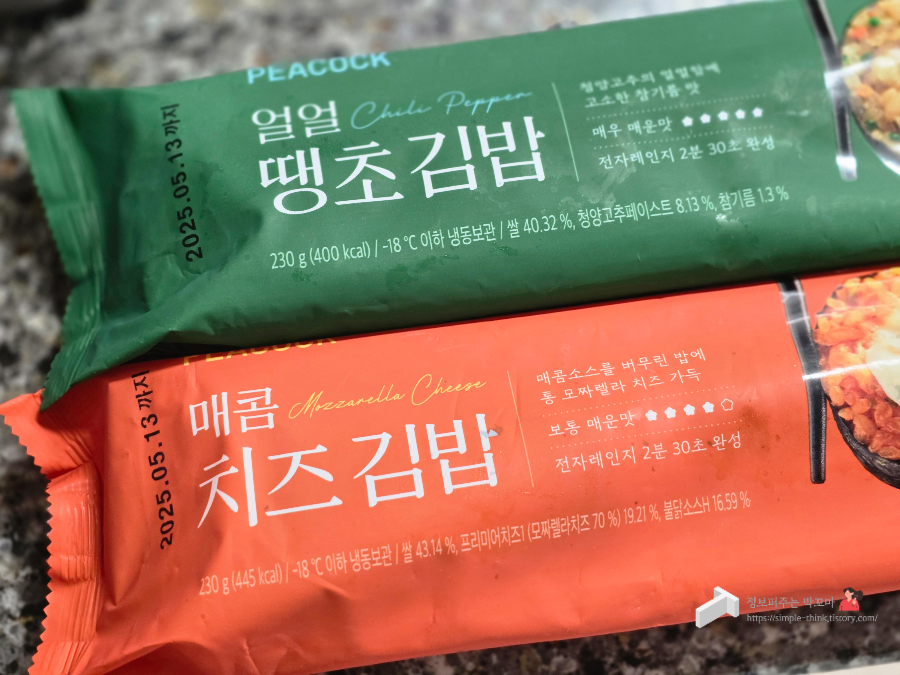 PEACOCK
얼얼 Chili Pepper
땡초김밥
청양고추의 얼얼함에
고소한 참기름 맛
매우 매운맛
전자레인지 2분 30초 완성
230 g (400 kcal) / -18 ℃ 이하 냉동보관 / 쌀 40.32 %, 청양고추페이스트 8.13 %, 참기름 1.3 %
2025.05.13까지
PEACOCK
매콤 Mozzarella Cheese
치즈김밥
매콤소스를 버무린 밥에
통 모짜렐라 치즈 가득
보통 매운맛
전자레인지 2분 30초 완성
230 g (445 kcal) / -18 ℃ 이하 냉동보관 / 쌀 43.14 %, 프리미어치즈1 (모짜렐라치즈 70 %) 19.21 %, 불닭소스H 16.59 %
2025.05.13까지
정보퍼주는 막꼬미
https://simple-think.tistory.com/